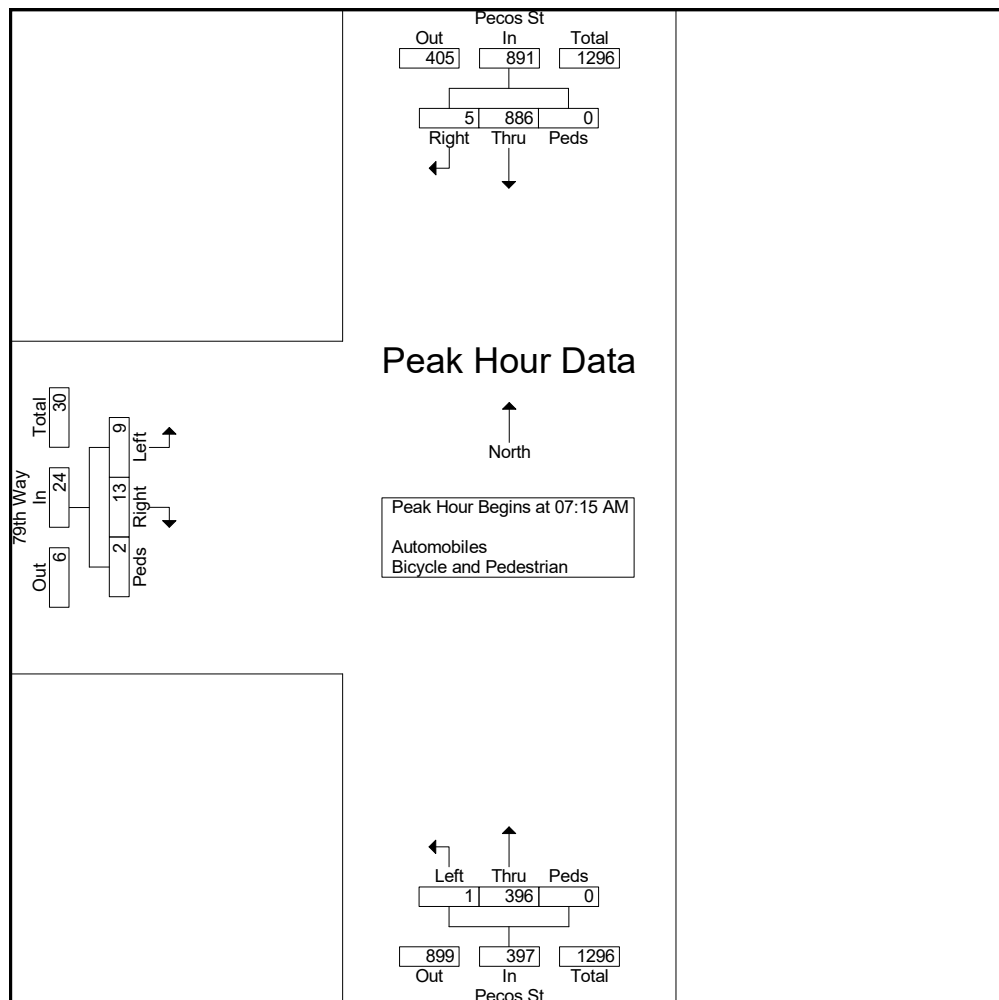 Pecos St
Out In Total
405 891 1296
5 886 0
Right Thru Peds
Peak Hour Data
North
Peak Hour Begins at 07:15 AM
Automobiles
Bicycle and Pedestrian
79th Way
Out In Total
6 24 30
2 13 9
Peds Right Left
Left Thru Peds
1 396 0
899 397 1296
Out In Total
Pecos St